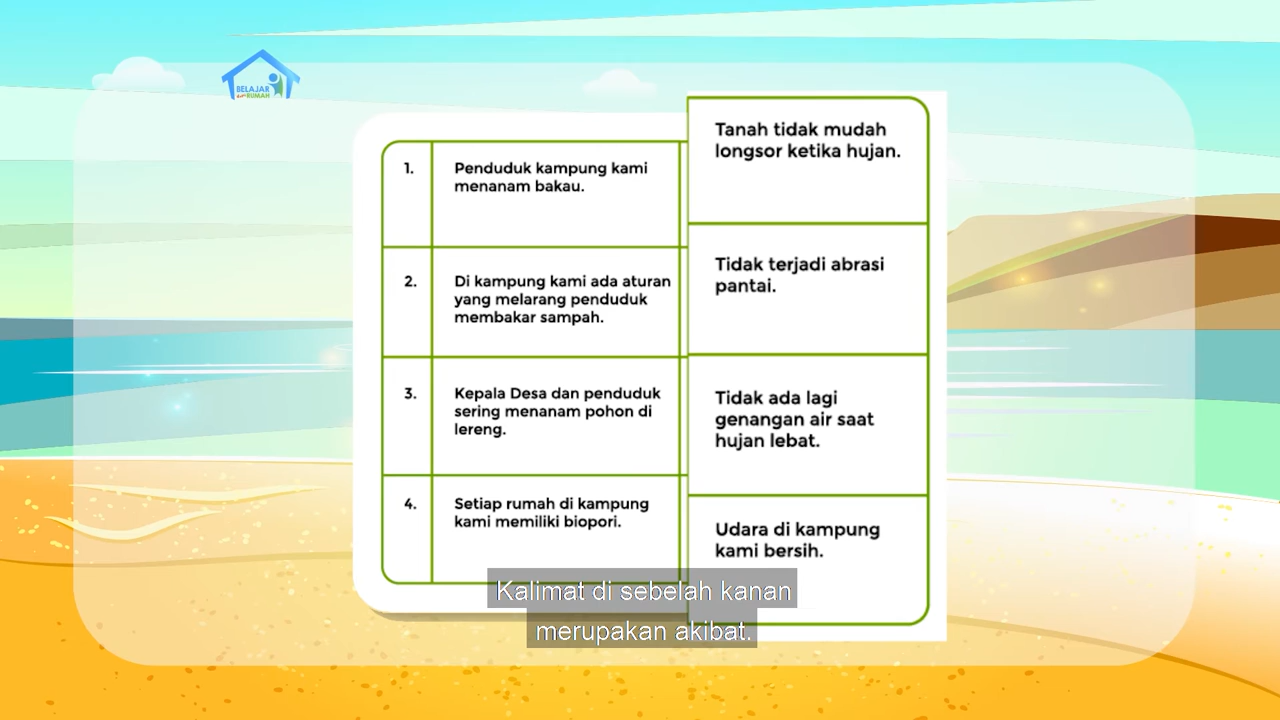 BELAJAR
dari RUMAH
1.
Penduduk kampung kami
menanam bakau.
Tanah tidak mudah
longsor ketika hujan.
2.
Di kampung kami ada aturan
yang melarang penduduk
membakar sampah.
Tidak terjadi abrasi
pantai.
3.
Kepala Desa dan penduduk
sering menanam pohon di
lereng.
Tidak ada lagi
genangan air saat
hujan lebat.
4.
Setiap rumah di kampung
kami memiliki biopori.
Udara di kampung
kami bersih.
Kalimat di sebelah kanan
merupakan akibat.